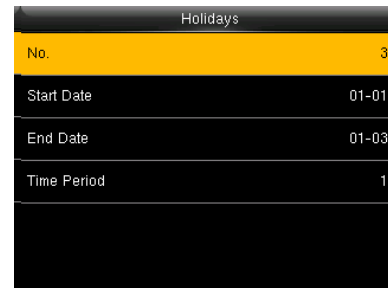 Holidays
No. 3
Start Date 01-01
End Date 01-03
Time Period 1